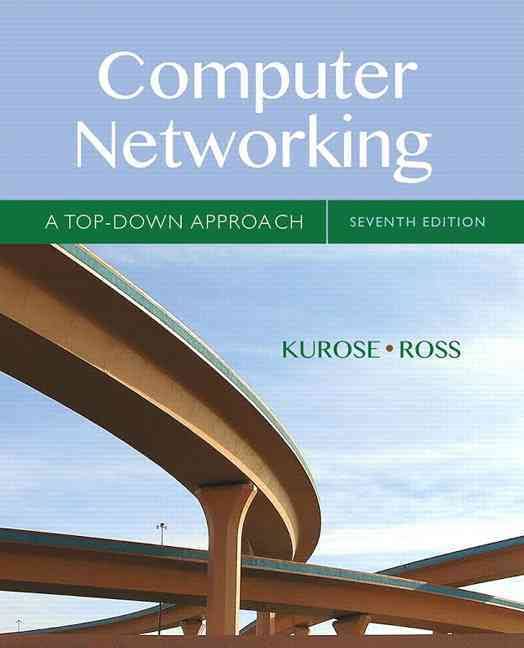 Computer
Networking
A TOP-DOWN APPROACH SEVENTH EDITION
KUROSE • ROSS